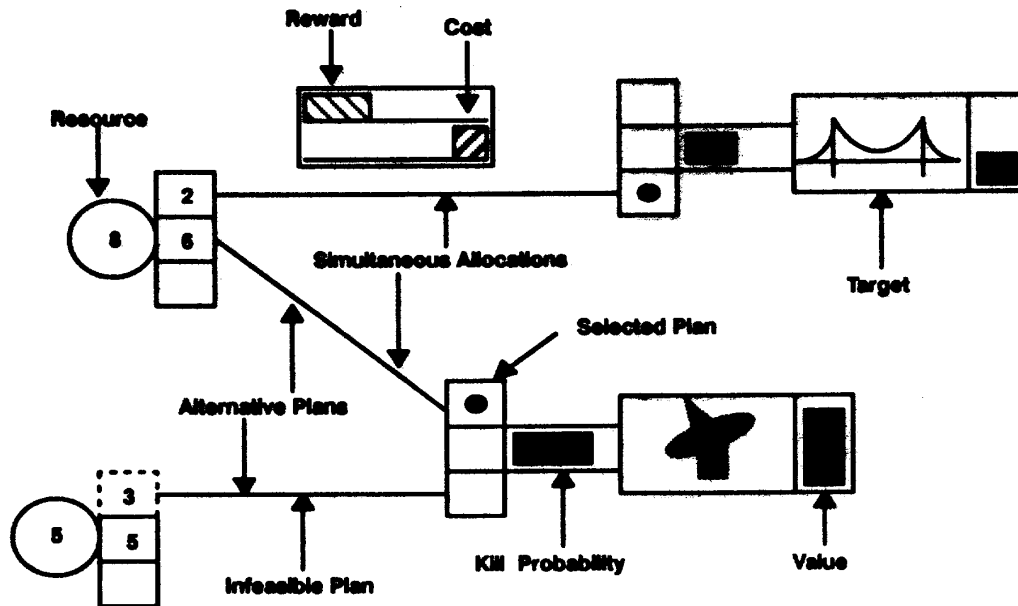 Reward
Cost
Resource
2
8
6
Simultaneous Allocations
Target
Selected Plan
Alternative Plans
3
5
5
Kill Probability
Value
Infeasible Plan